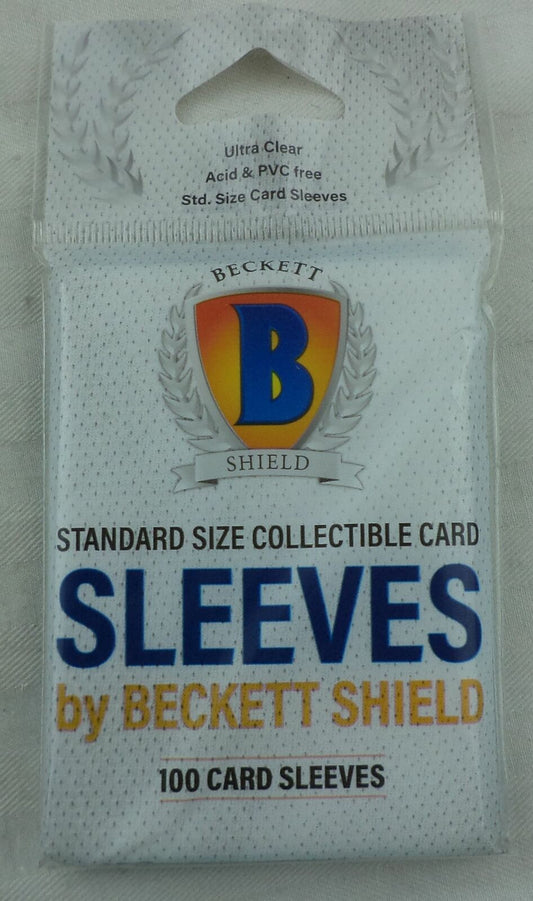 Ultra Clear
Acid & PVC free
Std. Size Card Sleeves
BECKETT
B
SHIELD
STANDARD SIZE COLLECTIBLE CARD
SLEEVES
by BECKETT SHIELD
100 CARD SLEEVES